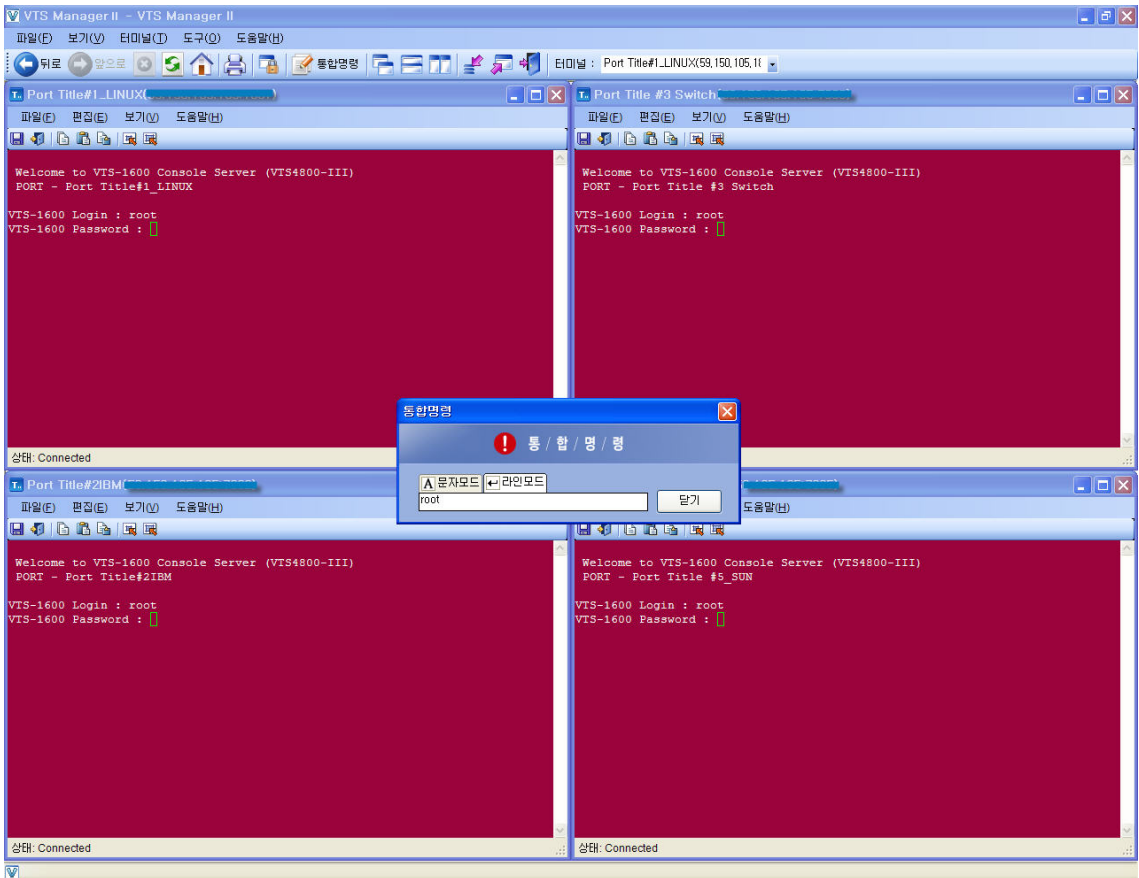 VTS Manager II - VTS Manager II
파일(F) 보기(V) 터미널(T) 도구(O) 도움말(H)
뒤로 앞으로 통합명령 터미널 : Port Title#1_LINUX(59,150,105,18
Port Title#1_LINUX(
파일(F) 편집(E) 보기(V) 도움말(H)
Welcome to VTS-1600 Console Server (VTS4800-III)
PORT - Port Title#1_LINUX
VTS-1600 Login : root
VTS-1600 Password :
상태: Connected
Port Title #3 Switch
파일(F) 편집(E) 보기(V) 도움말(H)
Welcome to VTS-1600 Console Server (VTS4800-III)
PORT - Port Title #3 Switch
VTS-1600 Login : root
VTS-1600 Password :
통합명령
통/합/명/령
A 문자모드 라인모드
root 닫기
Port Title#2IBM(
파일(F) 편집(E) 보기(V) 도움말(H)
Welcome to VTS-1600 Console Server (VTS4800-III)
PORT - Port Title#2IBM
VTS-1600 Login : root
VTS-1600 Password :
상태: Connected
도움말(H)
Welcome to VTS-1600 Console Server (VTS4800-III)
PORT - Port Title #5_SUN
VTS-1600 Login : root
VTS-1600 Password :
상태: Connected